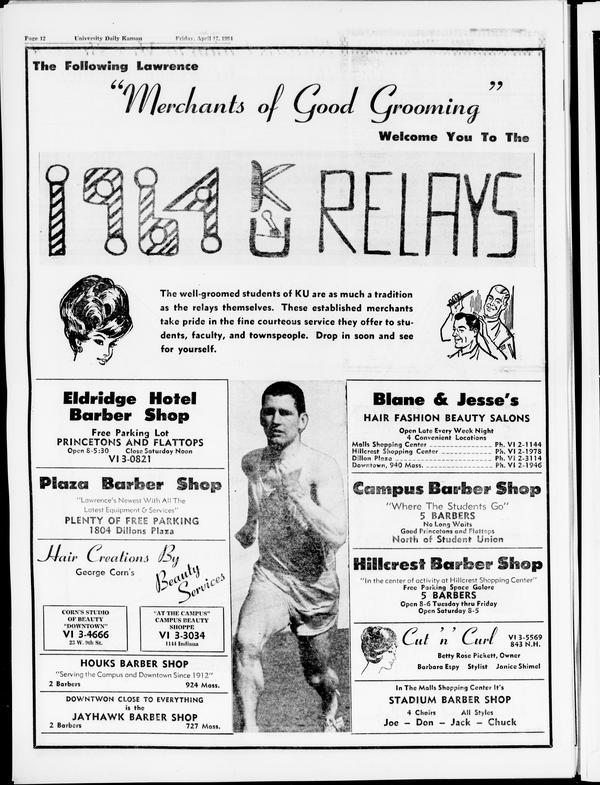 Page 12 University Daily Kansan Friday, April 17, 1964
The Following Lawrence
"Merchants of Good Grooming"
Welcome You To The
1964 KU RELAYS
The well-groomed students of KU are as much a tradition
as the relays themselves. These established merchants
take pride in the fine courteous service they offer to stu-
dents, faculty, and townspeople. Drop in soon and see
for yourself.
Eldridge Hotel
Barber Shop
Free Parking Lot
PRINCETONS AND FLATTOPS
Open 8-5:30 Close Saturday Noon
VI 3-0821
Plaza Barber Shop
"Lawrence's Newest With All The
Latest Equipment & Services"
PLENTY OF FREE PARKING
1804 Dillons Plaza
Hair Creations By
George Corn's
Beauty
Services
CORN'S STUDIO
OF BEAUTY
"DOWNTOWN"
VI 3-4666
23 W. 9th St.
"AT THE CAMPUS"
CAMPUS BEAUTY
SHOPPE
VI 3-3034
1144 Indiana
HOUKS BARBER SHOP
"Serving the Campus and Downtown Since 1912"
2 Barbers 924 Mass.
DOWNTWON CLOSE TO EVERYTHING
is the
JAYHAWK BARBER SHOP
2 Barbers 727 Mass.
Blane & Jesse's
HAIR FASHION BEAUTY SALONS
Open Late Every Week Night
4 Convenient Locations
Malls Shopping Center Ph. VI 2-1144
Hillcrest Shopping Center Ph. VI 2-1978
Dillon Plaza Ph. VI 2-3114
Downtown, 940 Mass. Ph. VI 2-1946
Campus Barber Shop
"Where The Students Go"
5 BARBERS
No Long Waits
Good Princetons and Flattops
North of Student Union
Hillcrest Barber Shop
"In the center of activity at Hillcrest Shopping Center"
Free Parking Space Galore
5 BARBERS
Open 8-6 Tuesday thru Friday
Open Saturday 8-5
Cut 'n' Curl
VI 3-5569
843 N.H.
Betty Rose Pickett, Owner
Barbara Espy Stylist Janice Shimel
In The Malls Shopping Center It's
STADIUM BARBER SHOP
4 Chairs All Styles
Joe - Don - Jack - Chuck